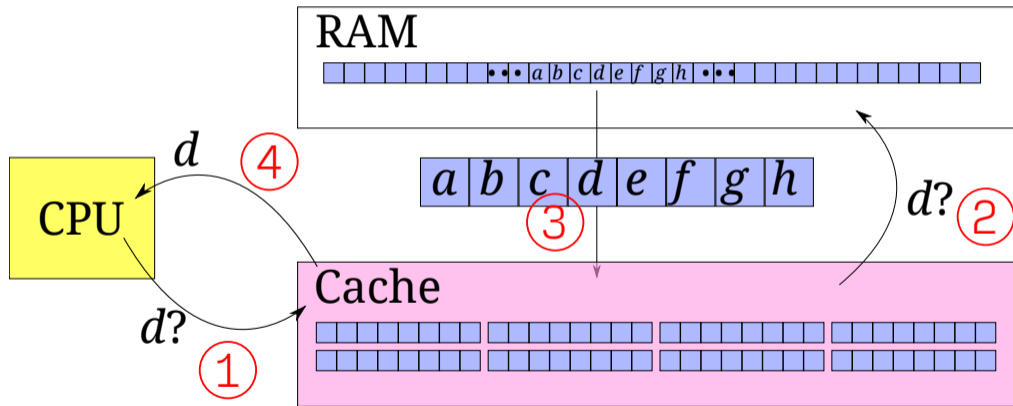 RAM
••• a b c d e f g h •••
d
④
a b c d e f g h
CPU
③
d?
②
Cache
d?
①